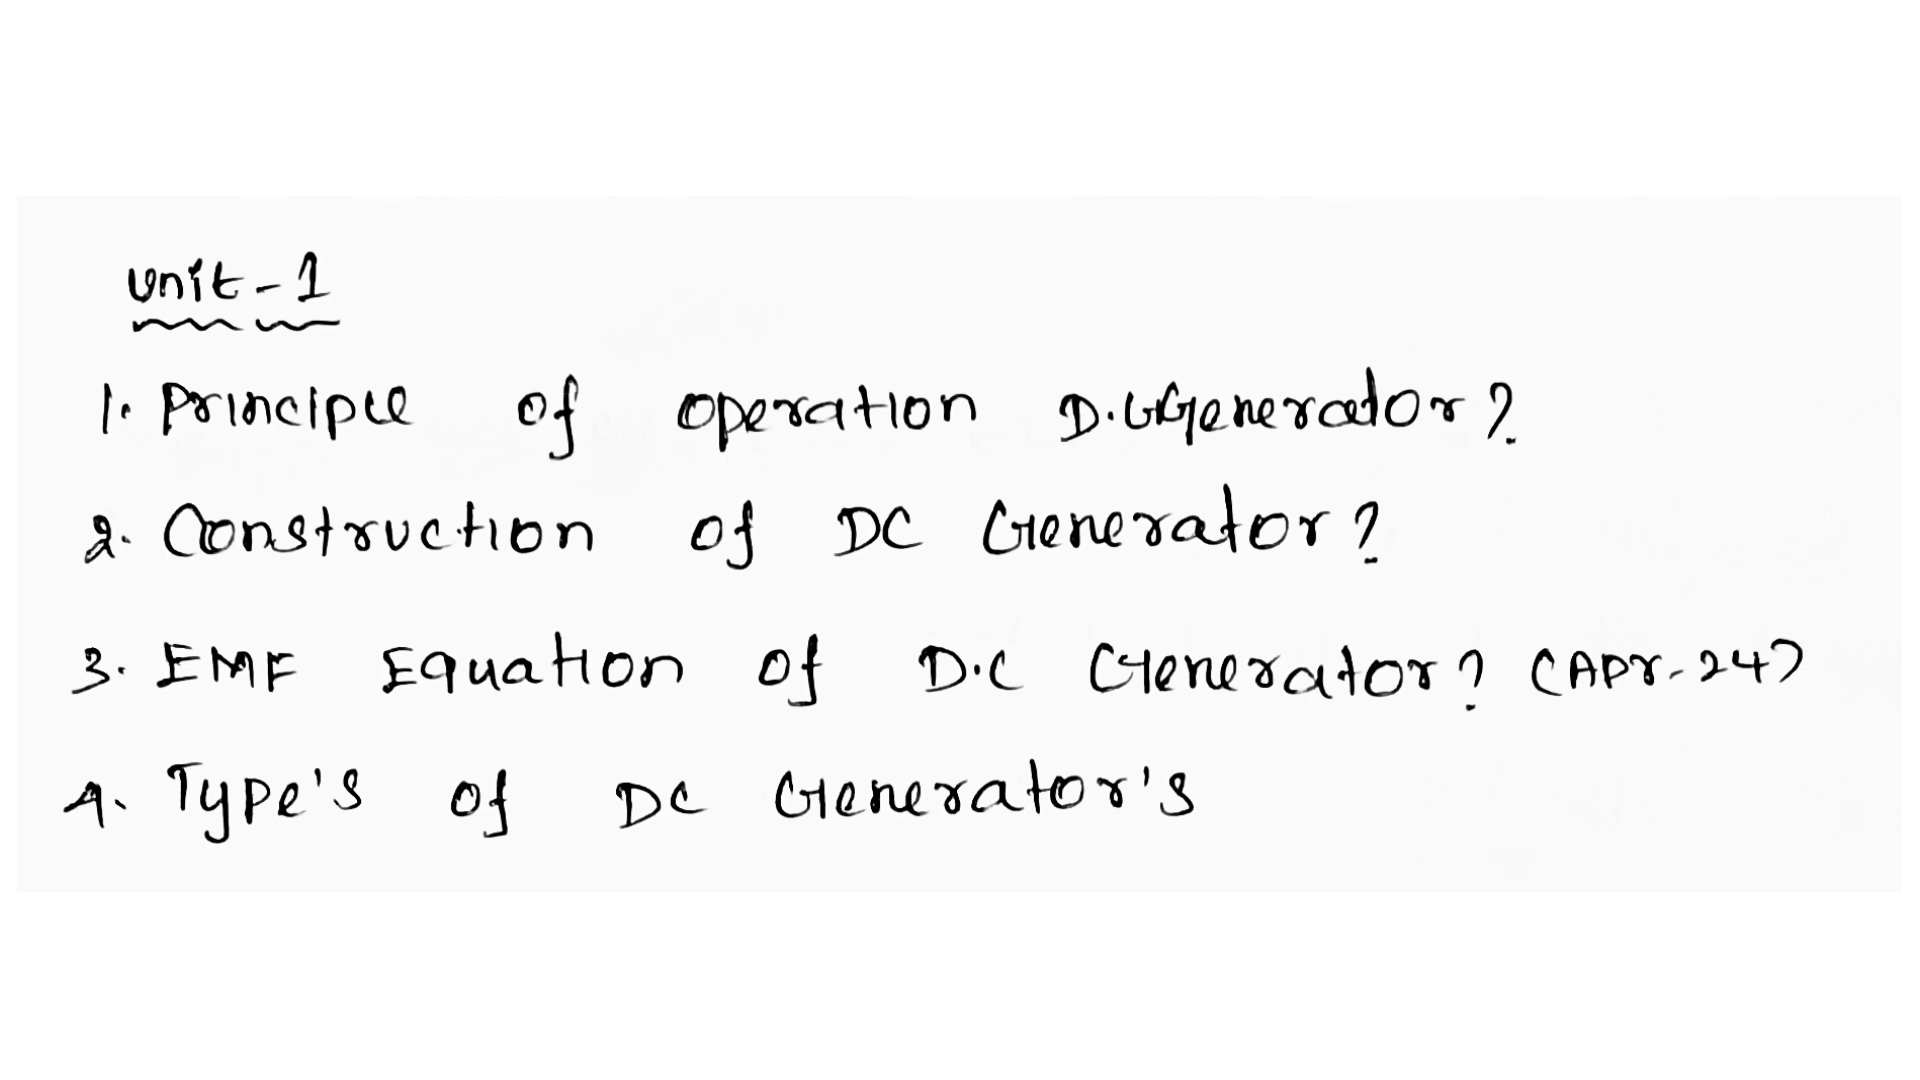 Unit-1
1. Principle of operation D.C Generator?
2. Construction of DC Generator?
3. EMF Equation of D.C Generator? (Apr-24)
4. Type's of DC Generator's